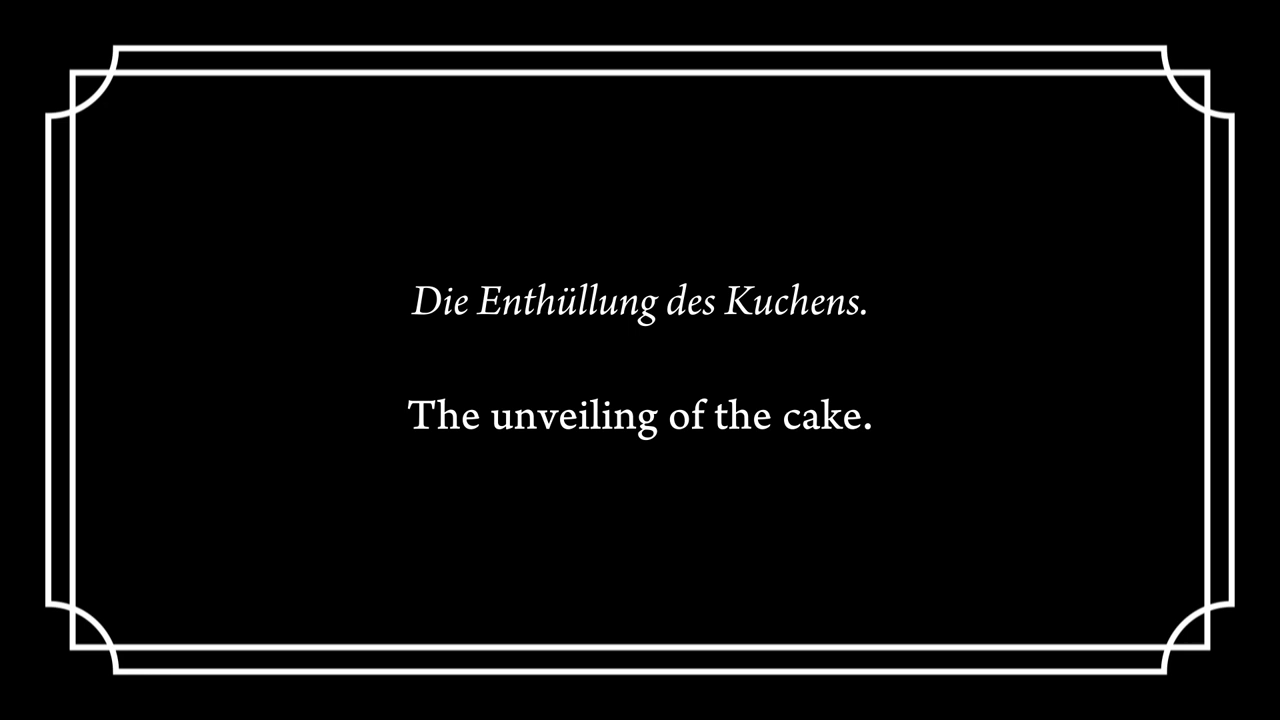 Die Enthüllung des Kuchens.
The unveiling of the cake.